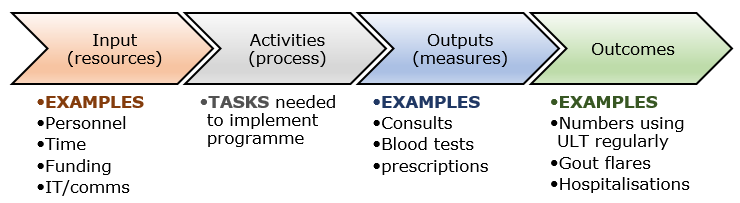 Input
(resources)
Activities
(process)
Outputs
(measures)
Outcomes
•EXAMPLES
•Personnel
•Time
•Funding
•IT/comms
•TASKS needed
to implement
programme
•EXAMPLES
•Consults
•Blood tests
•prescriptions
•EXAMPLES
•Numbers using
ULT regularly
•Gout flares
•Hospitalisations